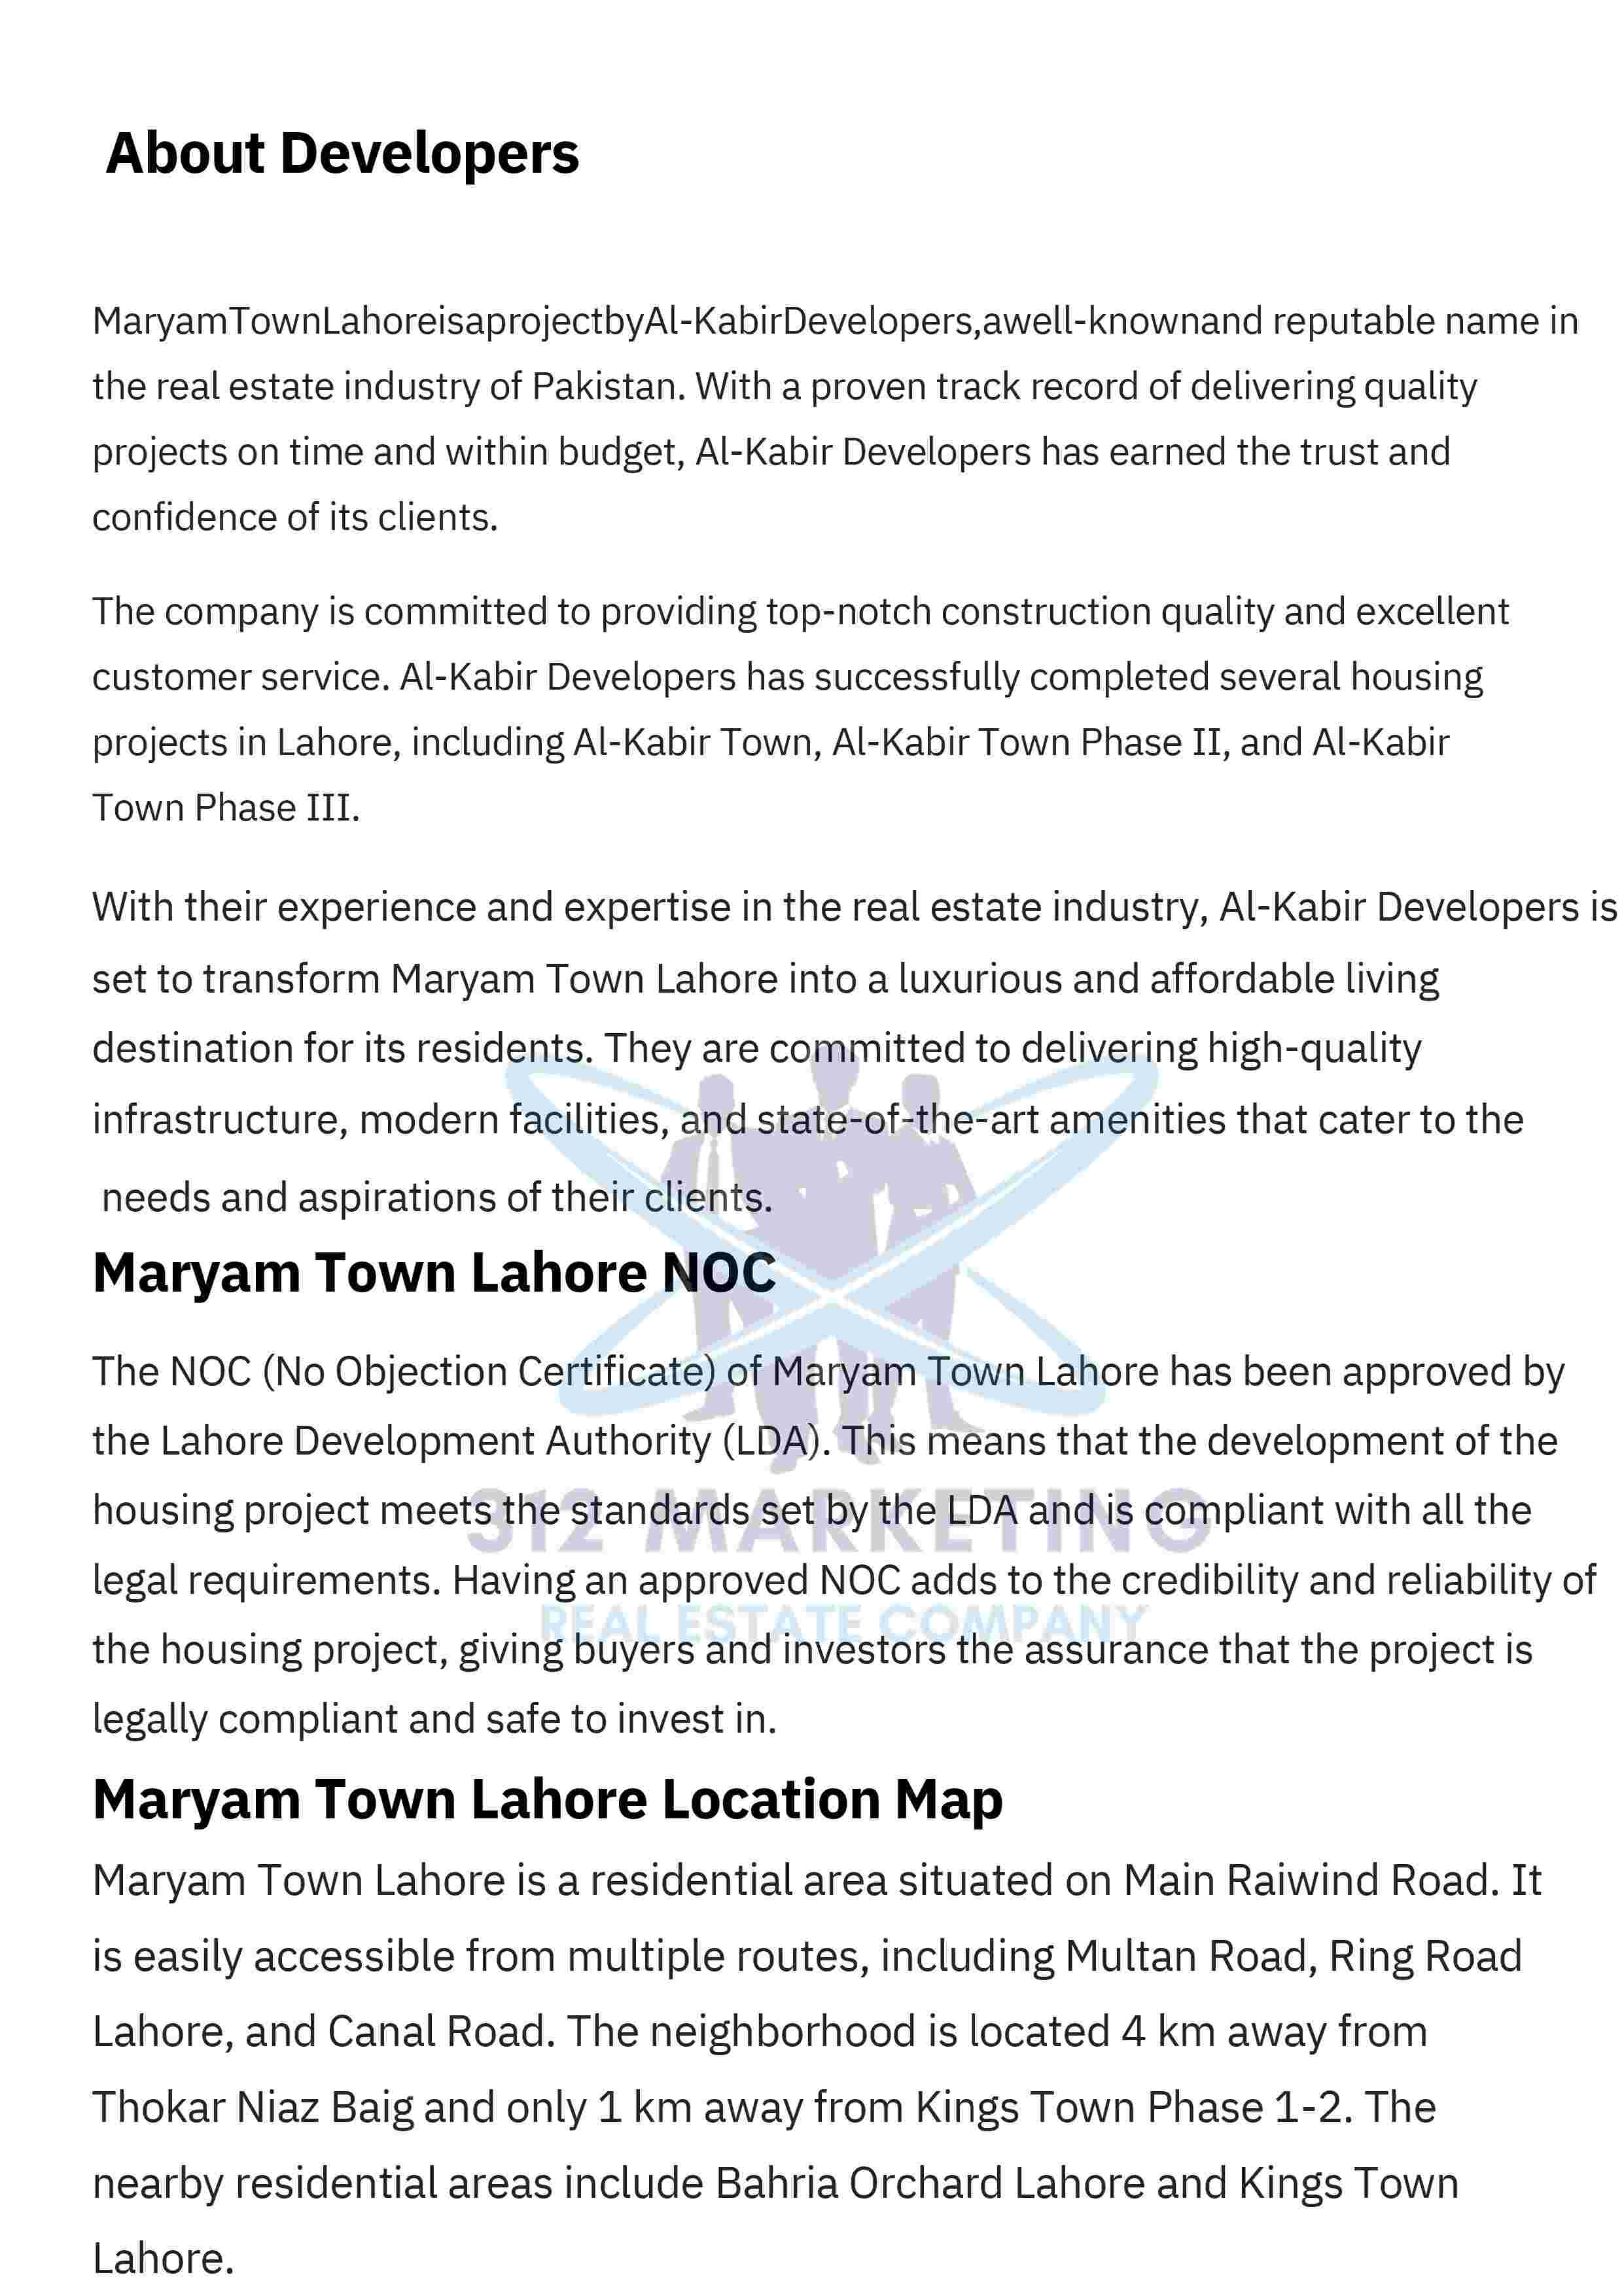 About Developers
MaryamTownLahoreisaprojectbyAl-KabirDevelopers,awell-knownand reputable name in
the real estate industry of Pakistan. With a proven track record of delivering quality
projects on time and within budget, Al-Kabir Developers has earned the trust and
confidence of its clients.
The company is committed to providing top-notch construction quality and excellent
customer service. Al-Kabir Developers has successfully completed several housing
projects in Lahore, including Al-Kabir Town, Al-Kabir Town Phase II, and Al-Kabir
Town Phase III.
With their experience and expertise in the real estate industry, Al-Kabir Developers is
set to transform Maryam Town Lahore into a luxurious and affordable living
destination for its residents. They are committed to delivering high-quality
infrastructure, modern facilities, and state-of-the-art amenities that cater to the
needs and aspirations of their clients.
Maryam Town Lahore NOC
The NOC (No Objection Certificate) of Maryam Town Lahore has been approved by
the Lahore Development Authority (LDA). This means that the development of the
housing project meets the standards set by the LDA and is compliant with all the
312 MARKETING
legal requirements. Having an approved NOC adds to the credibility and reliability of
REAL ESTATE COMPANY
the housing project, giving buyers and investors the assurance that the project is
legally compliant and safe to invest in.
Maryam Town Lahore Location Map
Maryam Town Lahore is a residential area situated on Main Raiwind Road. It
is easily accessible from multiple routes, including Multan Road, Ring Road
Lahore, and Canal Road. The neighborhood is located 4 km away from
Thokar Niaz Baig and only 1 km away from Kings Town Phase 1-2. The
nearby residential areas include Bahria Orchard Lahore and Kings Town
Lahore.